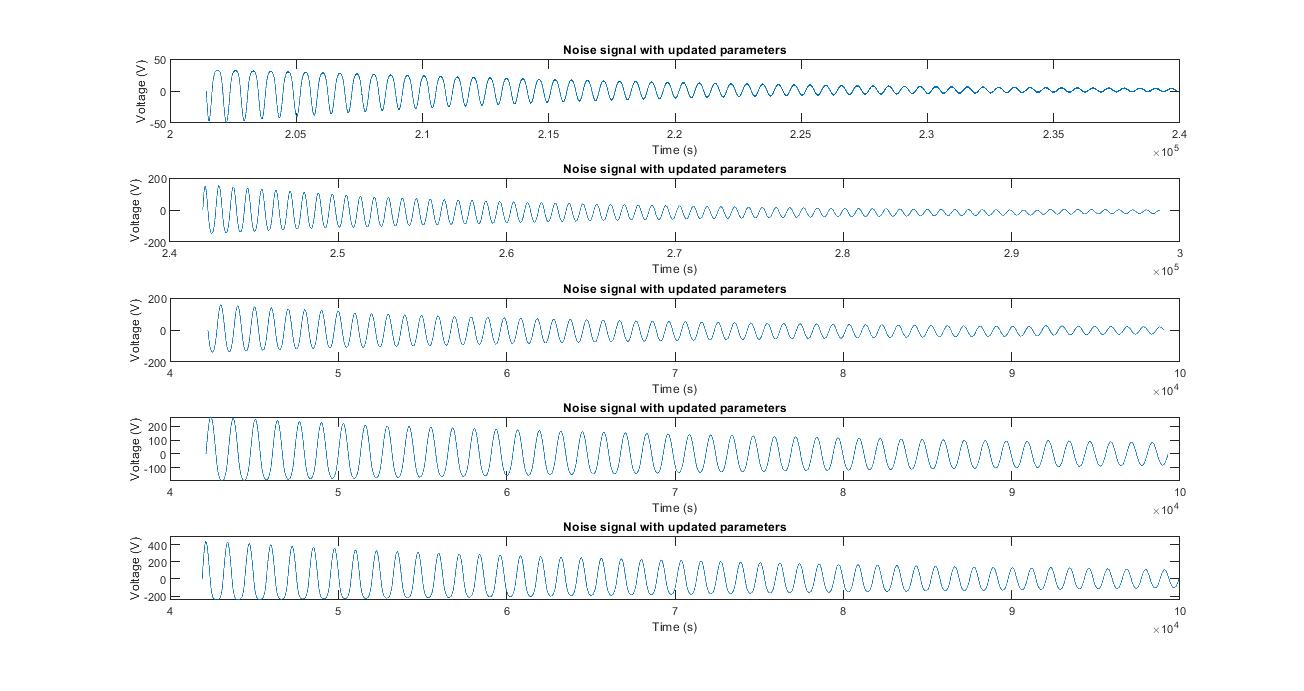 Noise signal with updated parameters
Voltage (V)
50
0
-50
2 2.05 2.1 2.15 2.2 2.25 2.3 2.35 2.4
Time (s)
×10⁵
Noise signal with updated parameters
Voltage (V)
200
0
-200
2.4 2.5 2.6 2.7 2.8 2.9 3
Time (s)
×10⁵
Noise signal with updated parameters
Voltage (V)
200
0
-200
4 5 6 7 8 9 10
Time (s)
×10⁴
Noise signal with updated parameters
Voltage (V)
200
100
0
-100
4 5 6 7 8 9 10
Time (s)
×10⁴
Noise signal with updated parameters
Voltage (V)
400
200
0
-200
4 5 6 7 8 9 10
Time (s)
×10⁴